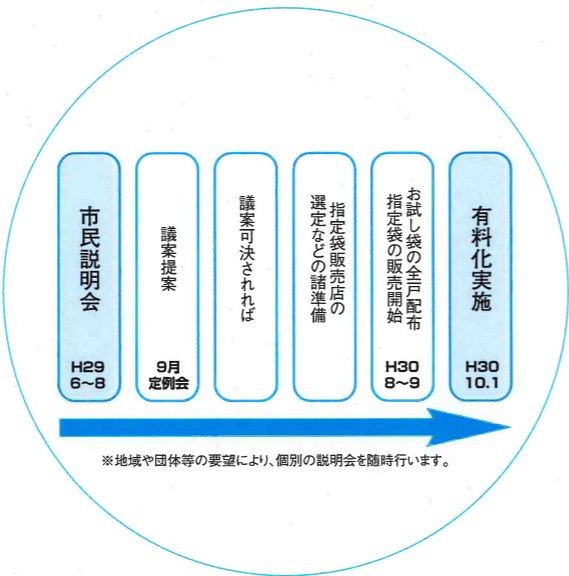 市民説明会
H29
6～8
議案提案
9月
定例会
議案可決されれば
指定袋販売店の
選定などの諸準備
お試し袋の全戸配布
指定袋の販売開始
H30
8～9
有料化実施
H30
10.1
※地域や団体等の要望により、個別の説明会を随時行います。